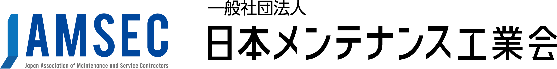 JAMSEC
Japan Association of Maintenance and Service Contractors
一般社団法人
日本メンテナンス工業会